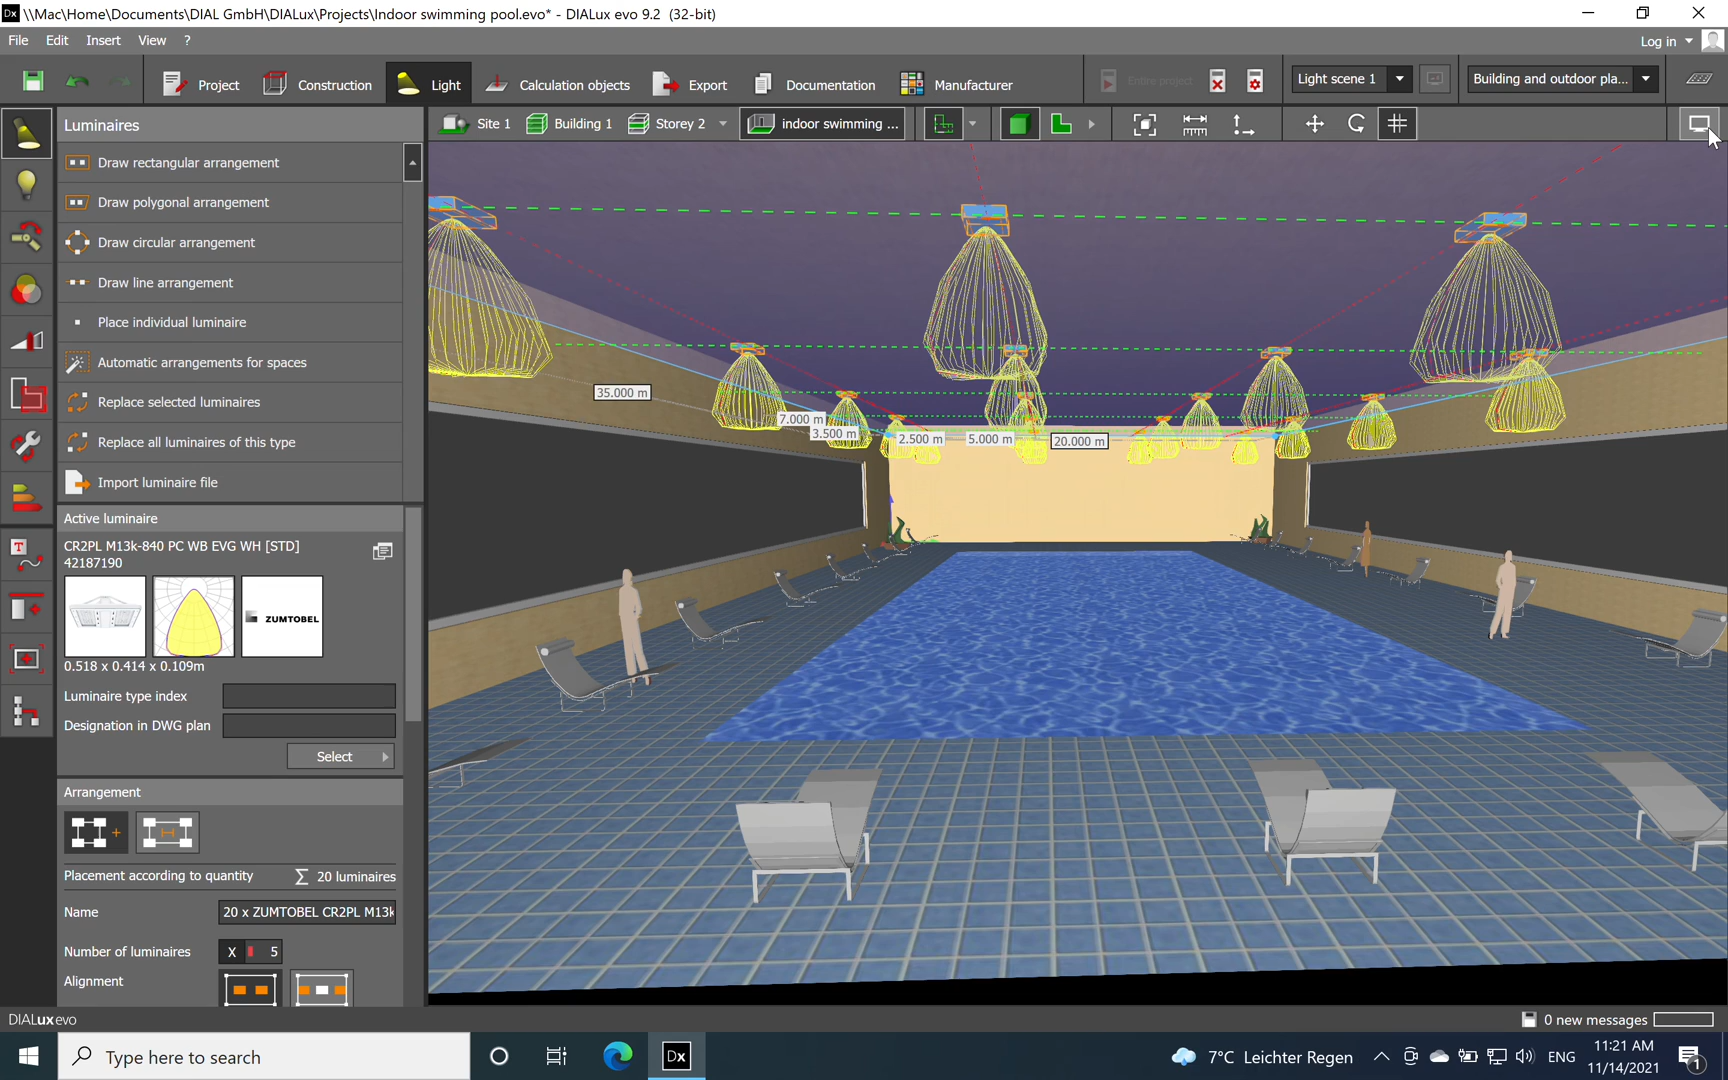 \\Mac\Home\Documents\DIAL GmbH\DIALux\Projects\Indoor swimming pool.evo* - DIALux evo 9.2 (32-bit)
File Edit Insert View ?
Log in
Project Construction Light Calculation objects Export Documentation Manufacturer Entire project Light scene 1 Building and outdoor pla...
Luminaires
Site 1 Building 1 Storey 2 indoor swimming ...
Draw rectangular arrangement
Draw polygonal arrangement
Draw circular arrangement
Draw line arrangement
Place individual luminaire
Automatic arrangements for spaces
Replace selected luminaires
Replace all luminaires of this type
Import luminaire file
35.000 m
7.000 m
3.500 m
2.500 m
5.000 m
20.000 m
Active luminaire
CR2PL M13k-840 PC WB EVG WH [STD]
42187190
ZUMTOBEL
0.518 x 0.414 x 0.109m
Luminaire type index
Designation in DWG plan
Select
Arrangement
Placement according to quantity ∑ 20 luminaires
Name 20 x ZUMTOBEL CR2PL M13k
Number of luminaires X 5
Alignment
DIALux evo
0 new messages
Dx Type here to search Dx
7°C Leichter Regen ENG
11:21 AM
11/14/2021
1